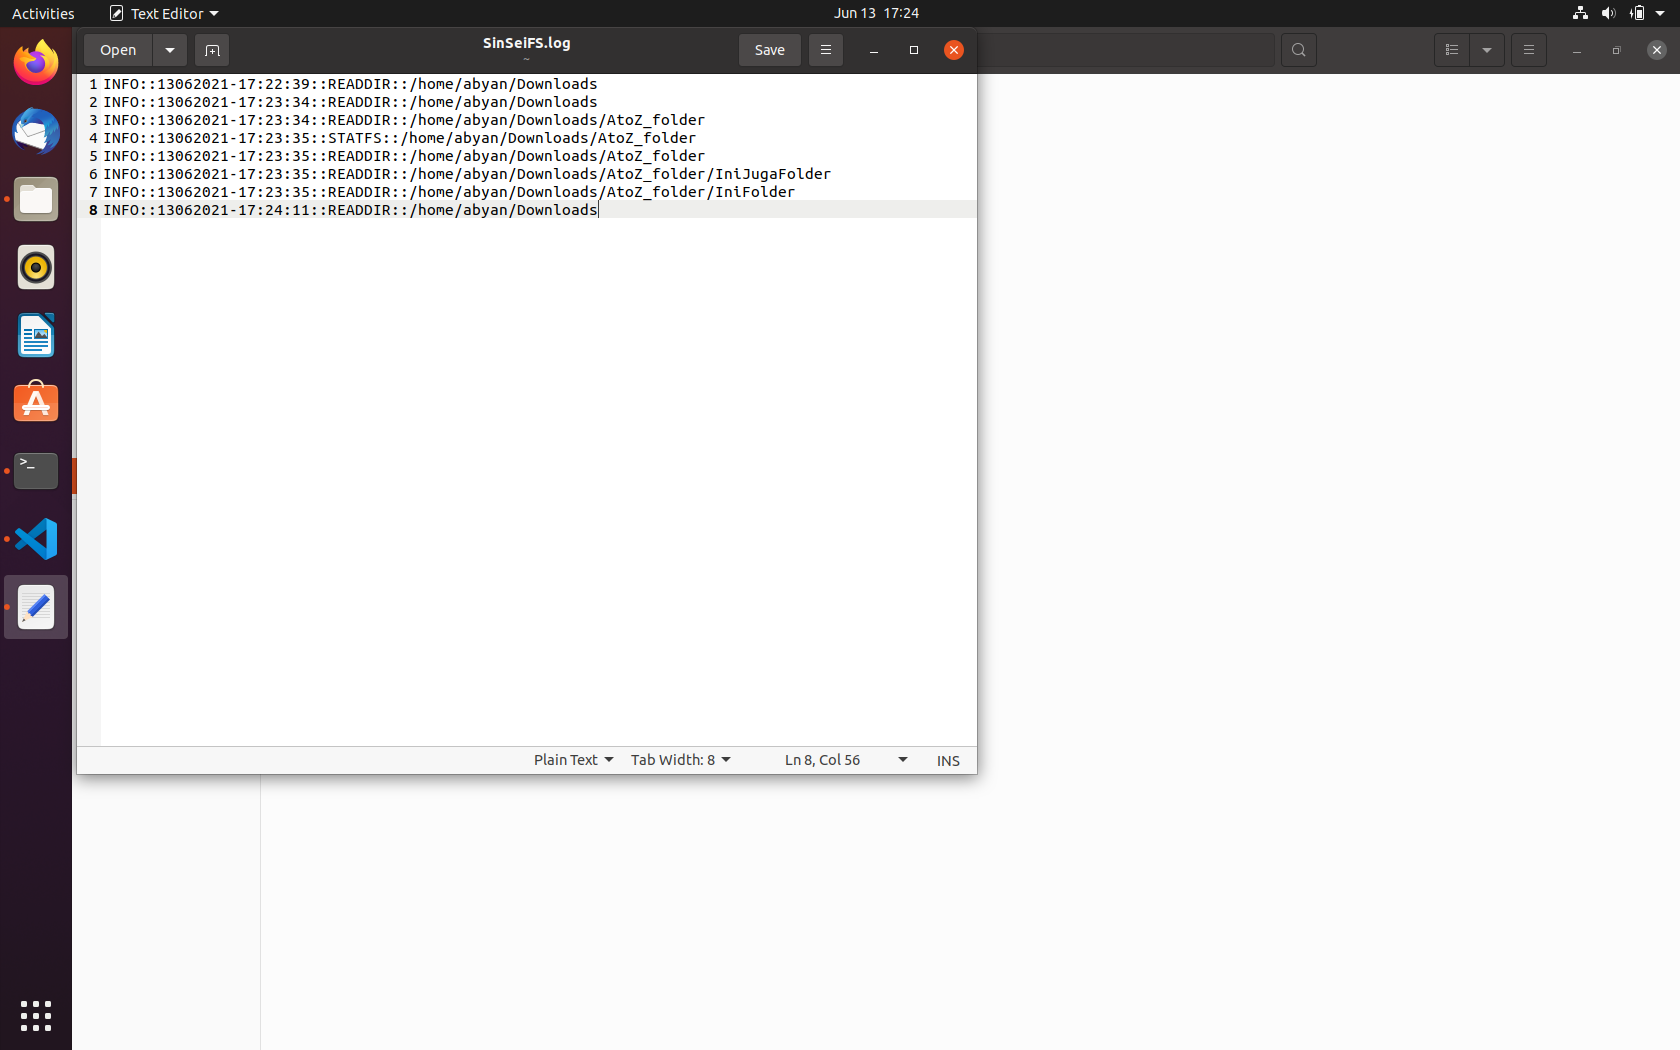 Activities Text Editor Jun 13 17:24
Open SinSeiFS.log Save
~
1 INFO::13062021-17:22:39::READDIR::/home/abyan/Downloads
2 INFO::13062021-17:23:34::READDIR::/home/abyan/Downloads
3 INFO::13062021-17:23:34::READDIR::/home/abyan/Downloads/AtoZ_folder
4 INFO::13062021-17:23:35::STATFS::/home/abyan/Downloads/AtoZ_folder
5 INFO::13062021-17:23:35::READDIR::/home/abyan/Downloads/AtoZ_folder
6 INFO::13062021-17:23:35::READDIR::/home/abyan/Downloads/AtoZ_folder/IniJugaFolder
7 INFO::13062021-17:23:35::READDIR::/home/abyan/Downloads/AtoZ_folder/IniFolder
8 INFO::13062021-17:24:11::READDIR::/home/abyan/Downloads
Plain Text Tab Width: 8 Ln 8, Col 56 INS